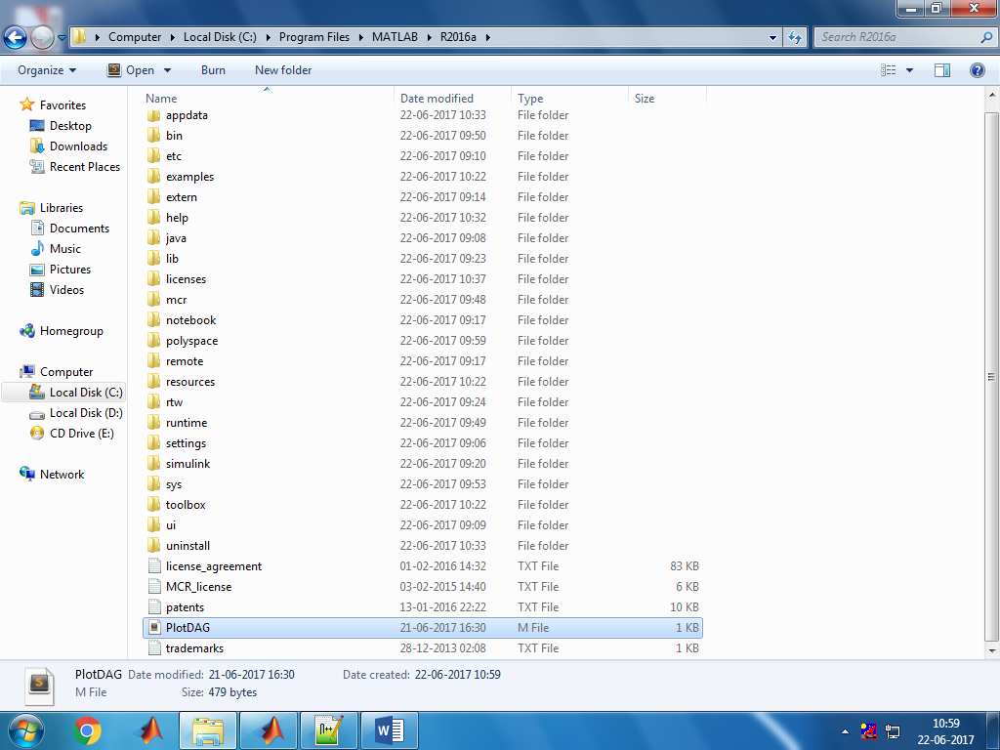 Computer Local Disk (C:) Program Files MATLAB R2016a
Search R2016a
Organize Open Burn New folder
Name Date modified Type Size
appdata 22-06-2017 10:33 File folder
bin 22-06-2017 09:50 File folder
etc 22-06-2017 09:10 File folder
examples 22-06-2017 10:22 File folder
extern 22-06-2017 09:14 File folder
help 22-06-2017 10:32 File folder
java 22-06-2017 09:08 File folder
lib 22-06-2017 09:23 File folder
licenses 22-06-2017 10:37 File folder
mcr 22-06-2017 09:48 File folder
notebook 22-06-2017 09:17 File folder
polyspace 22-06-2017 09:59 File folder
remote 22-06-2017 09:17 File folder
resources 22-06-2017 10:22 File folder
rtw 22-06-2017 09:24 File folder
runtime 22-06-2017 09:49 File folder
settings 22-06-2017 09:06 File folder
simulink 22-06-2017 09:20 File folder
sys 22-06-2017 09:53 File folder
toolbox 22-06-2017 10:22 File folder
ui 22-06-2017 09:09 File folder
uninstall 22-06-2017 10:33 File folder
license_agreement 01-02-2016 14:32 TXT File 83 KB
MCR_license 03-02-2015 14:40 TXT File 6 KB
patents 13-01-2016 22:22 TXT File 10 KB
PlotDAG 21-06-2017 16:30 M File 1 KB
trademarks 28-12-2013 02:08 TXT File 1 KB
Favorites
Desktop
Downloads
Recent Places
Libraries
Documents
Music
Pictures
Videos
Homegroup
Computer
Local Disk (C:)
Local Disk (D:)
CD Drive (E:)
Network
PlotDAG Date modified: 21-06-2017 16:30 Date created: 22-06-2017 10:59
M File Size: 479 bytes
10:59
22-06-2017